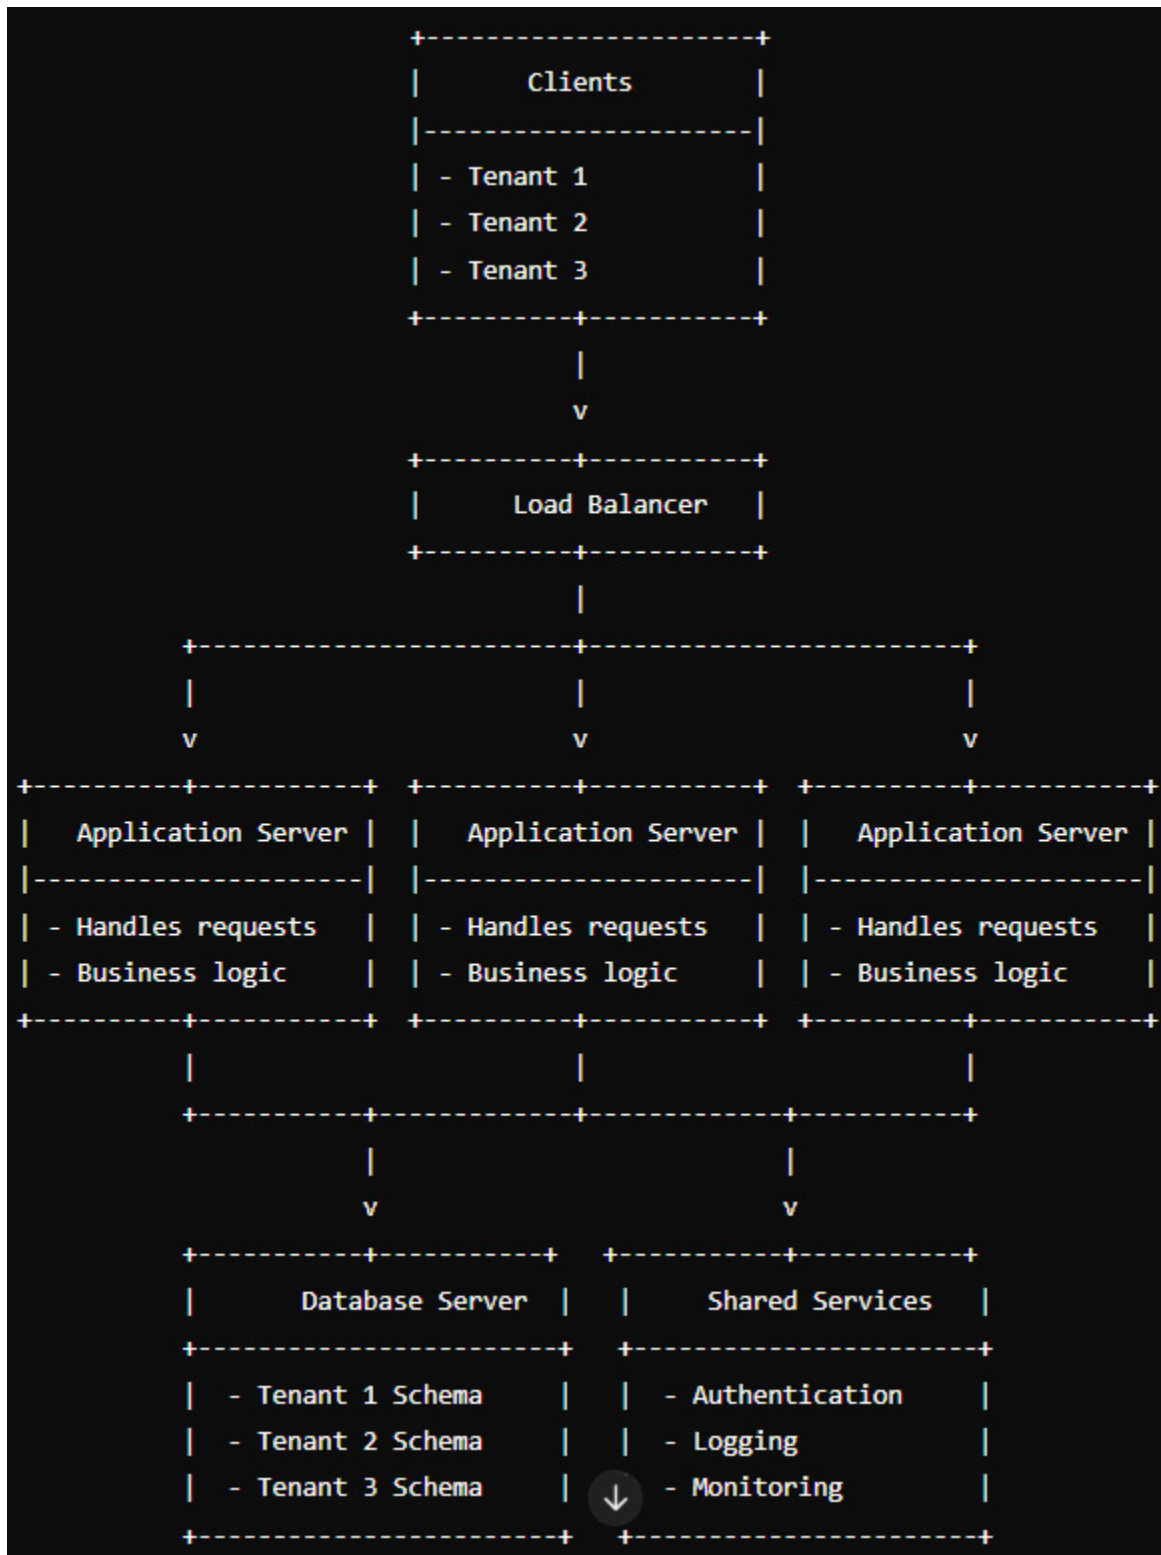 +----------------------+
|       Clients        |
|----------------------|
| - Tenant 1           |
| - Tenant 2           |
| - Tenant 3           |
+----------+-----------+
|
v
+----------+-----------+
|      Load Balancer   |
+----------+-----------+
|
+-------------------------+-------------------------+
|                         |                         |
v                         v                         v
+----------+-----------+  +----------+-----------+  +----------+-----------+
|   Application Server |  |   Application Server |  |   Application Server |
|----------------------|  |----------------------|  |----------------------|
| - Handles requests   |  | - Handles requests   |  | - Handles requests   |
| - Business logic     |  | - Business logic     |  | - Business logic     |
+----------+-----------+  +----------+-----------+  +----------+-----------+
|                         |                         |
+-----------+-------------+-------------+-----------+
|                           |
v                           v
+-----------+-----------+   +-----------+-----------+
|       Database Server  |   |     Shared Services   |
+------------------------+   +-----------------------+
|  - Tenant 1 Schema     |   |  - Authentication     |
|  - Tenant 2 Schema     |   |  - Logging            |
|  - Tenant 3 Schema     |   - Monitoring         |
+------------------------+   +-----------------------+